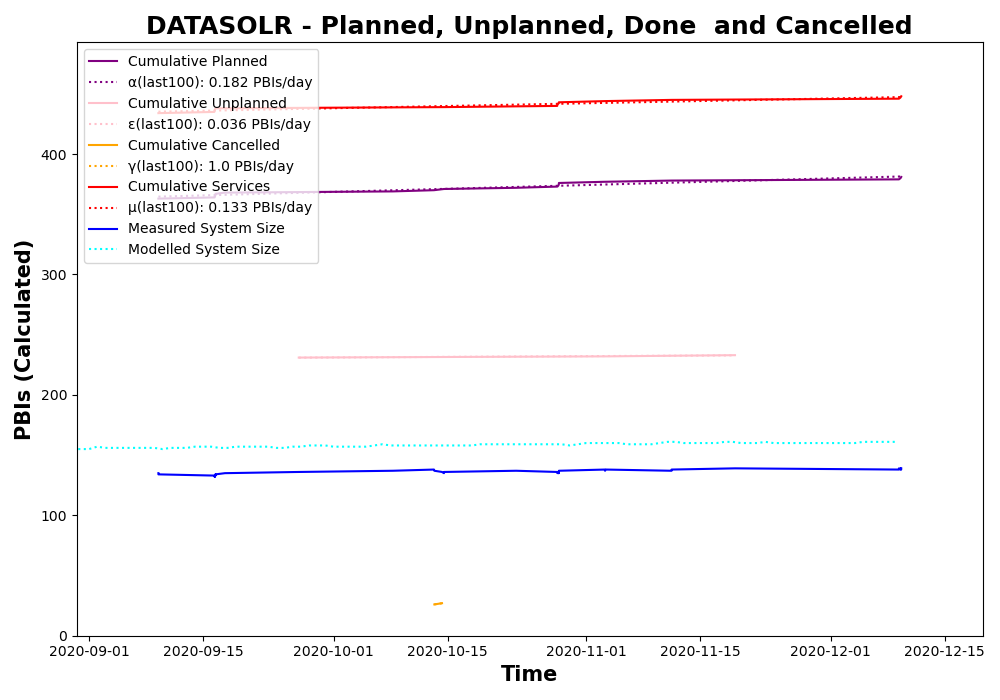 DATASOLR - Planned, Unplanned, Done  and Cancelled
Cumulative Planned
α(last100): 0.182 PBIs/day
Cumulative Unplanned
ε(last100): 0.036 PBIs/day
Cumulative Cancelled
γ(last100): 1.0 PBIs/day
Cumulative Services
μ(last100): 0.133 PBIs/day
Measured System Size
Modelled System Size
PBIs (Calculated)
400
300
200
100
0
2020-09-01
2020-09-15
2020-10-01
2020-10-15
2020-11-01
2020-11-15
2020-12-01
2020-12-15
Time